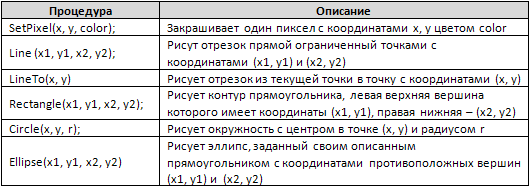 Процедура Описание
SetPixel(x, y, color); Закрашивает один пиксел с координатами x, y цветом color
Line (x1, y1, x2, y2); Рисут отрезок прямой ограниченный точками с
координатами (x1, y1) и (x2, y2)
LineTo(x, y) Рисует отрезок из текущей точки в точку с координатами (x, y)
Rectangle(x1, y1, x2, y2); Рисует контур прямоугольника, левая верхняя вершина
которого имеет координаты (x1, y1), правая нижняя – (x2, y2)
Circle(x, y, r); Рисует окружность с центром в точке (x, y) и радиусом r
Ellipse(x1, y1, x2, y2) Рисует эллипс, заданный своим описанным
прямоугольником с координатами противоположных вершин
(x1, y1) и (x2, y2)